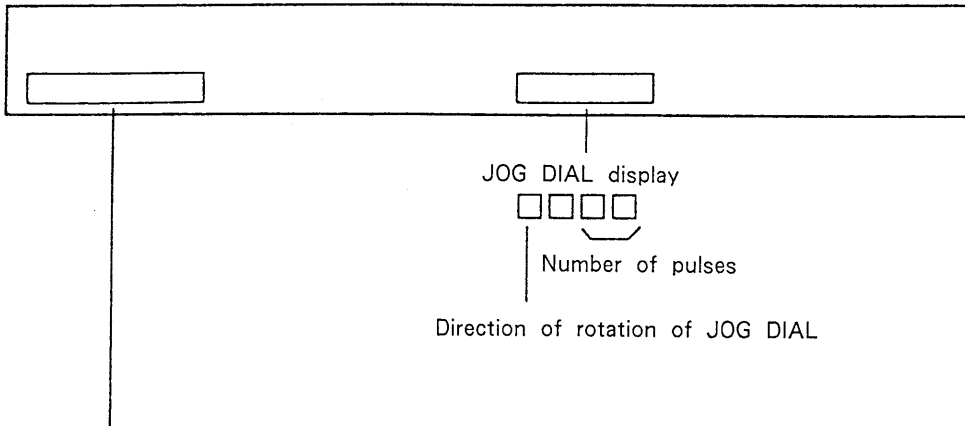 JOG DIAL display
Number of pulses
Direction of rotation of JOG DIAL